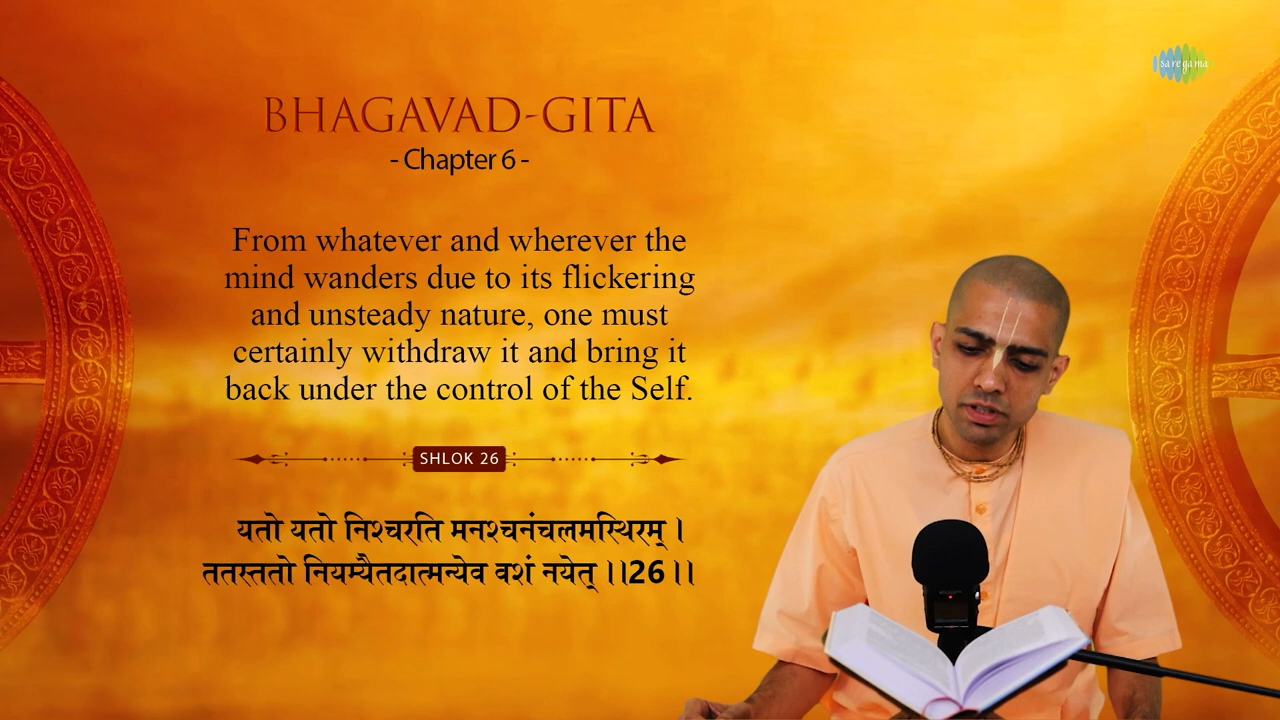 saregama
BHAGAVAD-GITA
- Chapter 6 -
From whatever and wherever the
mind wanders due to its flickering
and unsteady nature, one must
certainly withdraw it and bring it
back under the control of the Self.
SHLOK 26
यतो यतो निश्चरति मनश्चनंचलमस्थिरम् ।
ततस्ततो नियम्यैतदात्मन्येव वशं नयेत् ।।26।।